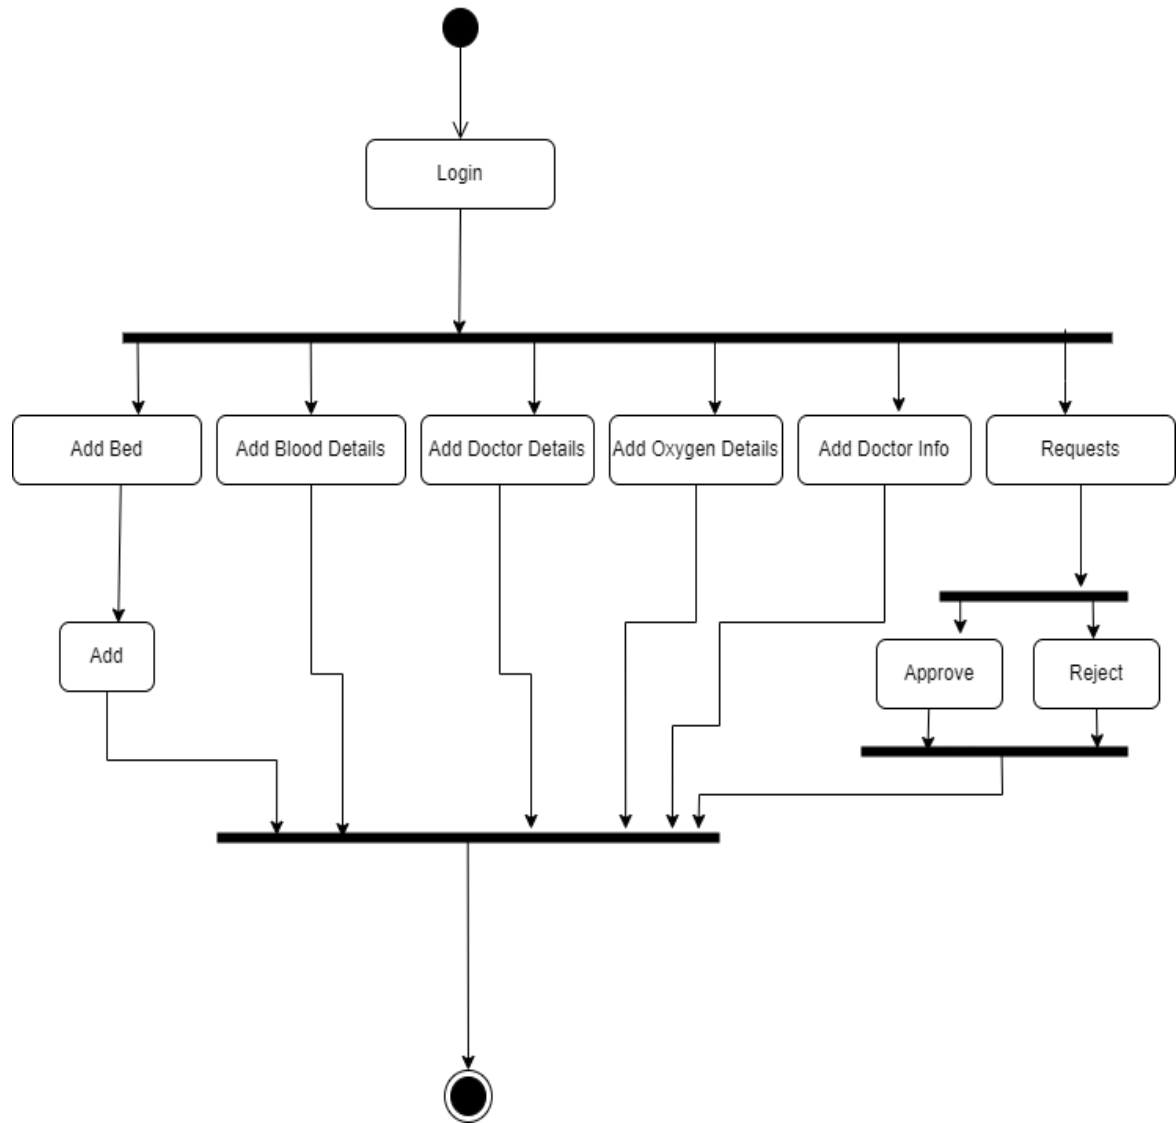 Login
Add Bed
Add Blood Details
Add Doctor Details
Add Oxygen Details
Add Doctor Info
Requests
Add
Approve
Reject